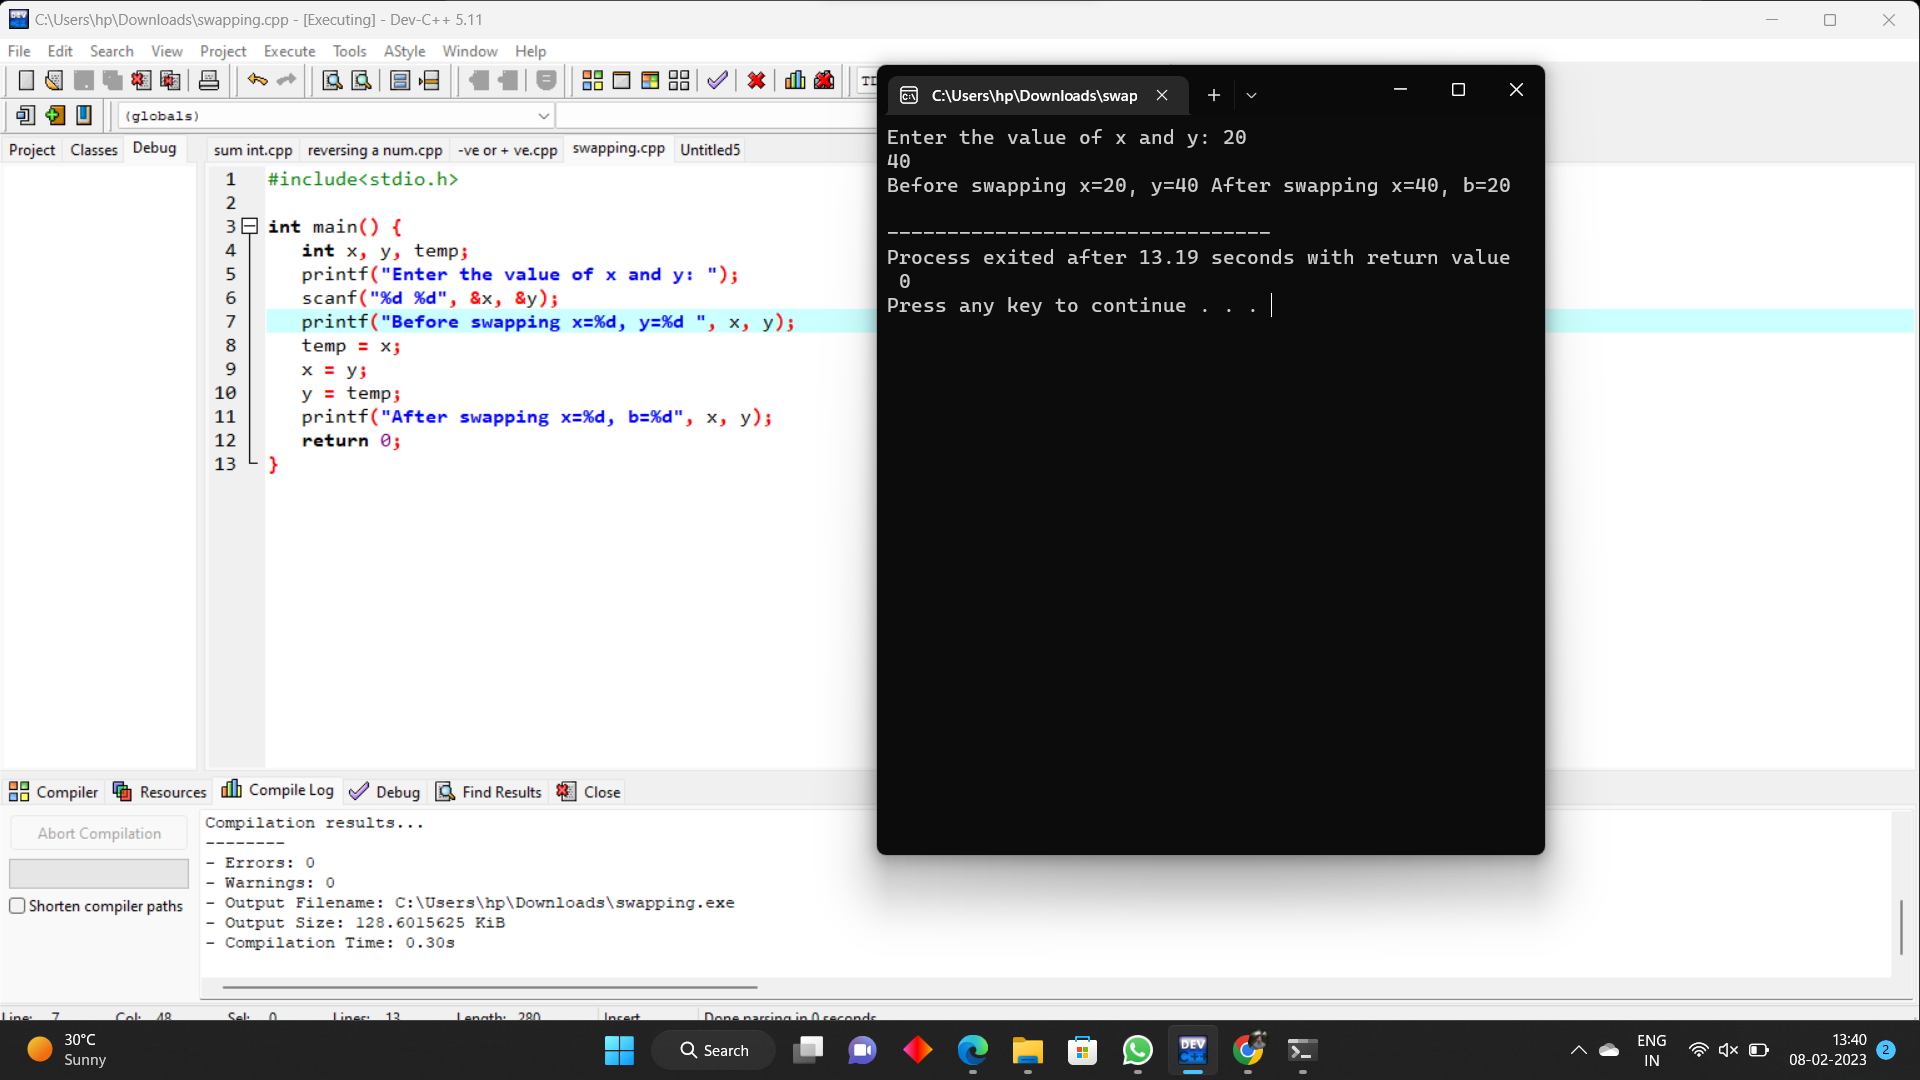 C:\Users\hp\Downloads\swapping.cpp - [Executing] - Dev-C++ 5.11
File Edit Search View Project Execute Tools AStyle Window Help
TD
(globals)
Project Classes Debug
sum int.cpp reversing a num.cpp -ve or + ve.cpp swapping.cpp Untitled5
1 #include<stdio.h>
2
3 int main() {
4 int x, y, temp;
5 printf("Enter the value of x and y: ");
6 scanf("%d %d", &x, &y);
7 printf("Before swapping x=%d, y=%d ", x, y);
8 temp = x;
9 x = y;
10 y = temp;
11 printf("After swapping x=%d, b=%d", x, y);
12 return 0;
13 }
C:\Users\hp\Downloads\swap
Enter the value of x and y: 20
40
Before swapping x=20, y=40 After swapping x=40, b=20
--------------------------------
Process exited after 13.19 seconds with return value
0
Press any key to continue . . .
Compiler Resources Compile Log Debug Find Results Close
Abort Compilation
Shorten compiler paths
Compilation results...
--------
- Errors: 0
- Warnings: 0
- Output Filename: C:\Users\hp\Downloads\swapping.exe
- Output Size: 128.6015625 KiB
- Compilation Time: 0.30s
Line: 7 Col: 48 Sel: 0 Lines: 13 Length: 280 Insert Done parsing in 0 seconds
30°C
Sunny
Search
DEV
C++
ENG
IN
13:40
08-02-2023
2